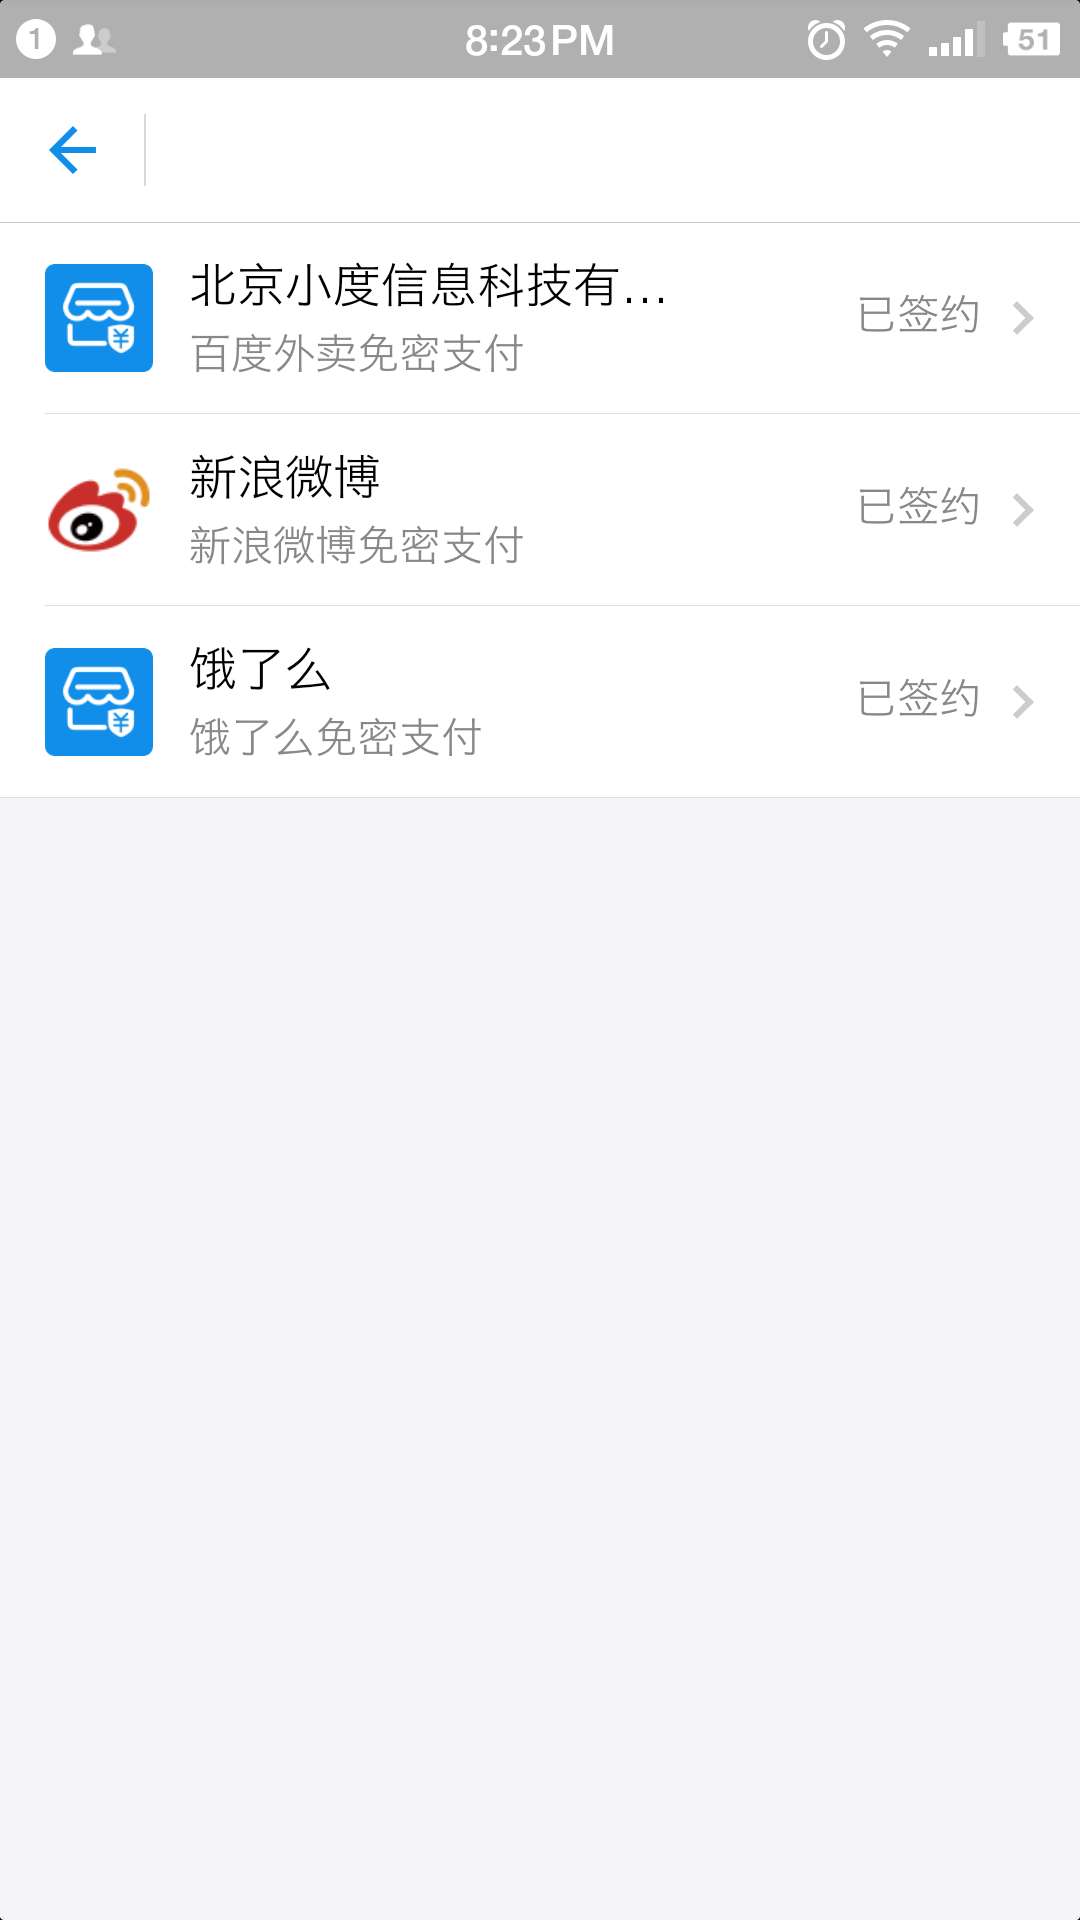 1
8:23 PM
51
北京小度信息科技有...
百度外卖免密支付
已签约
新浪微博
新浪微博免密支付
已签约
饿了么
饿了么免密支付
已签约